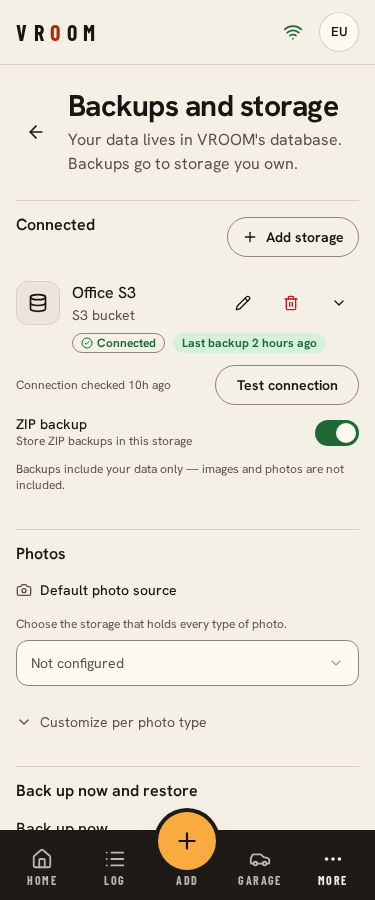 VROOM
EU
Backups and storage
Your data lives in VROOM's database.
Backups go to storage you own.
Connected
Add storage
Office S3
S3 bucket
Connected
Last backup 2 hours ago
Connection checked 10h ago
Test connection
ZIP backup
Store ZIP backups in this storage
Backups include your data only — images and photos are not
included.
Photos
Default photo source
Choose the storage that holds every type of photo.
Not configured
Customize per photo type
Back up now and restore
Back up now
HOME
LOG
ADD
GARAGE
MORE